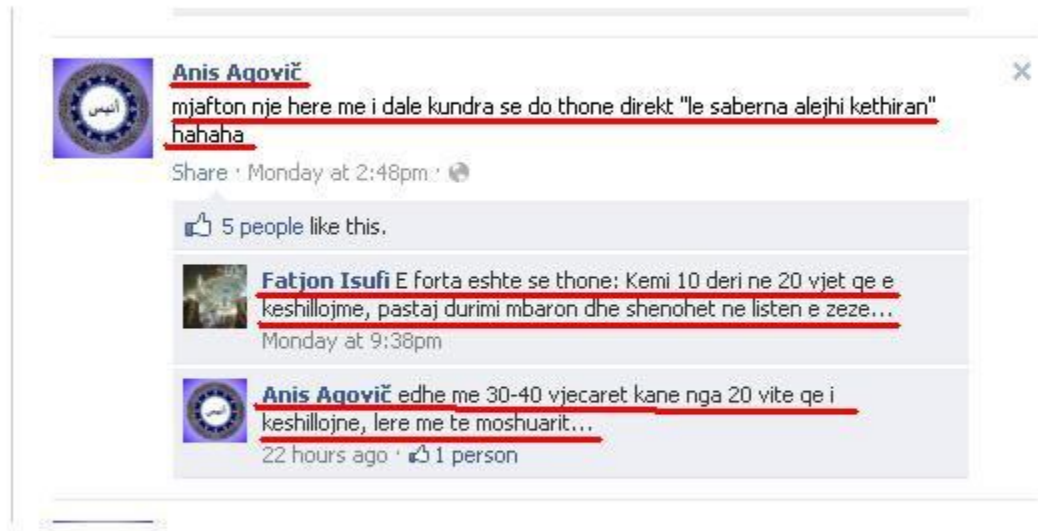 Anis Agovič
mjafton nje here me i dale kundra se do thone direkt "le saberna alejhi kethiran"
hahaha
Share · Monday at 2:48pm ·
5 people like this.
Fatjon Isufi E forta eshte se thone: Kemi 10 deri ne 20 vjet qe e
keshillojme, pastaj durimi mbaron dhe shenohet ne listen e zeze...
Monday at 9:38pm
Anis Agovič edhe me 30-40 vjecaret kane nga 20 vite qe i
keshillojne, lere me te moshuarit...
22 hours ago · 1 person